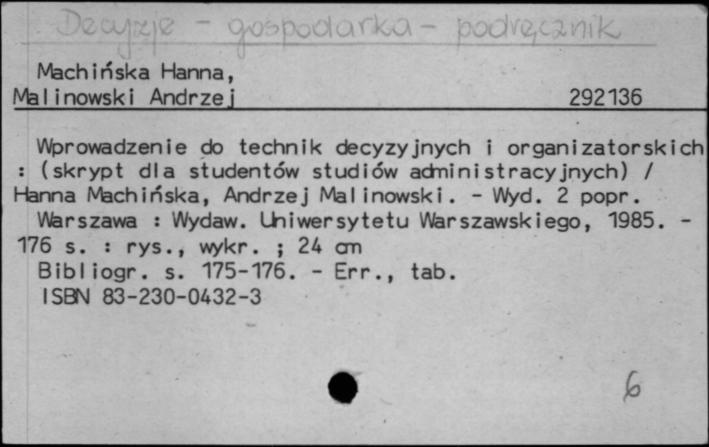 Decyzje - gospodarka - podręcznik
Machińska Hanna,
Malinowski Andrzej 292136
Wprowadzenie do technik decyzyjnych i organizatorskich
: (skrypt dla studentów studiów administracyjnych) /
Hanna Machińska, Andrzej Malinowski. - Wyd. 2 popr.
Warszawa : Wydaw. Uniwersytetu Warszawskiego, 1985. -
176 s. : rys., wykr. ; 24 cm
Bibliogr. s. 175-176. - Err., tab.
ISBN 83-230-0432-3
6